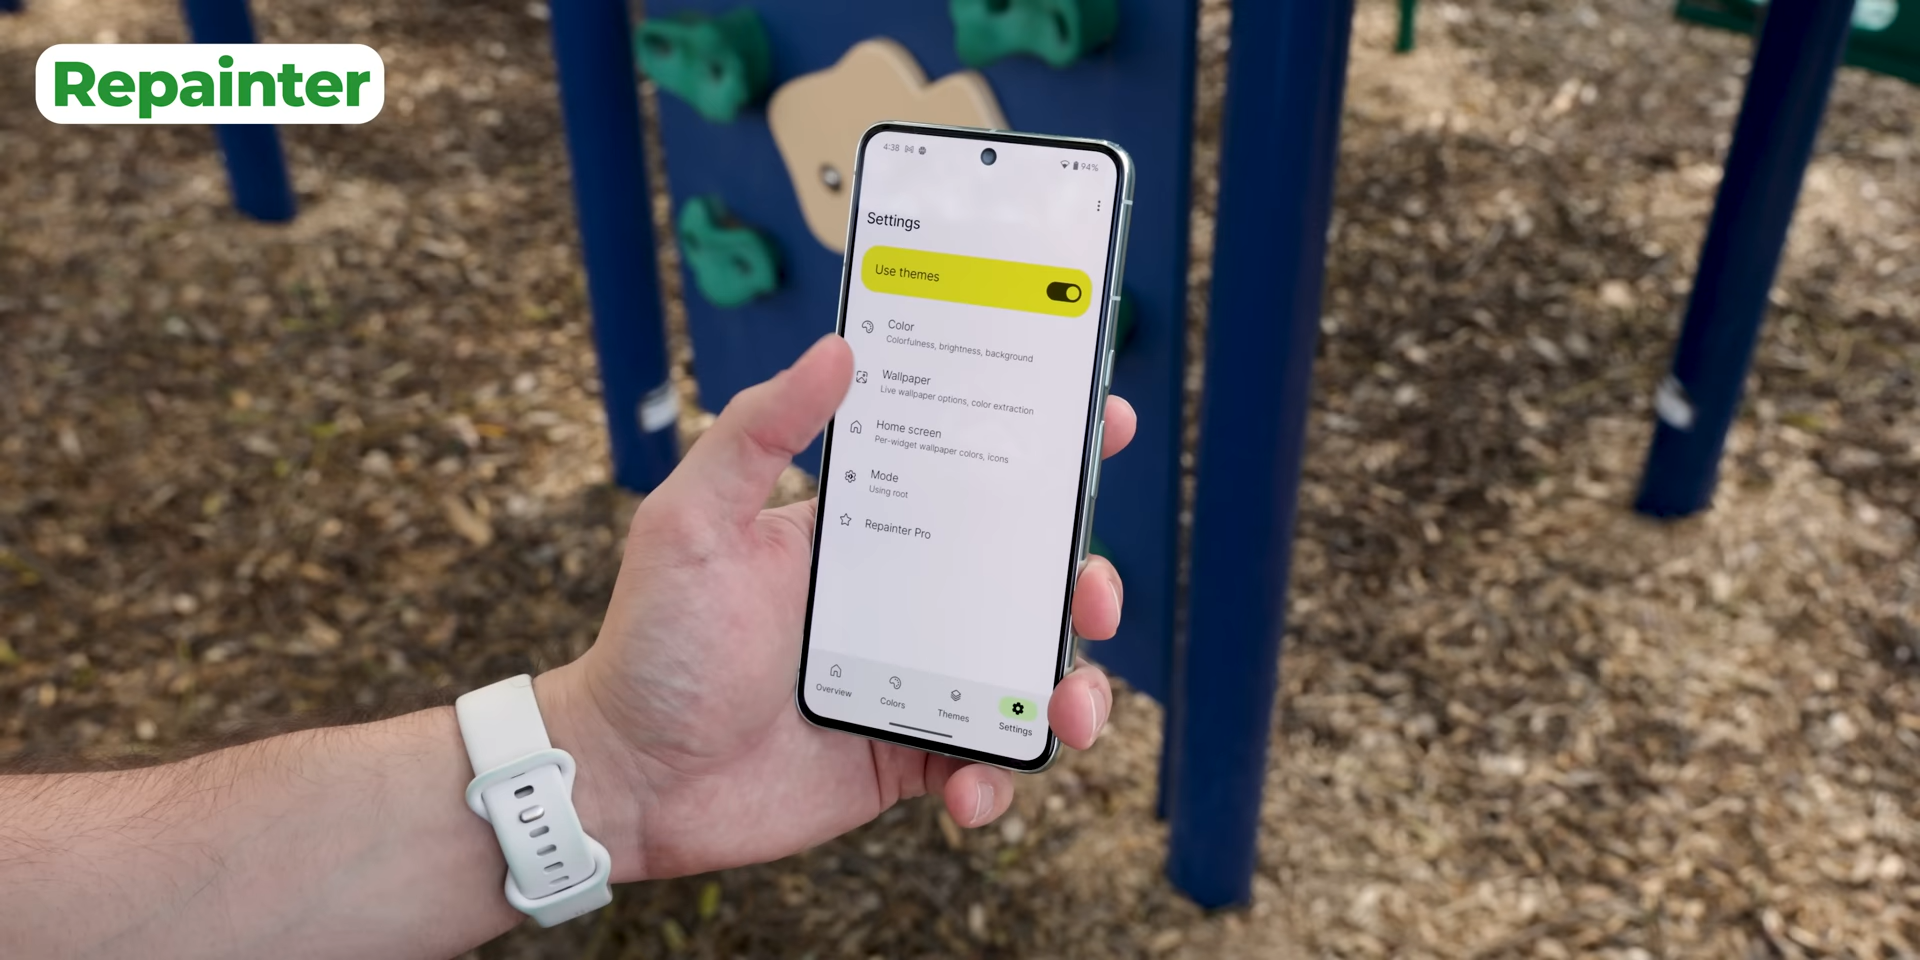 Repainter
4:38
94%
Settings
Use themes
Color
Colorfulness, brightness, background
Wallpaper
Live wallpaper options, color extraction
Home screen
Per-widget wallpaper colors, icons
Mode
Using root
Repainter Pro
Overview
Colors
Themes
Settings